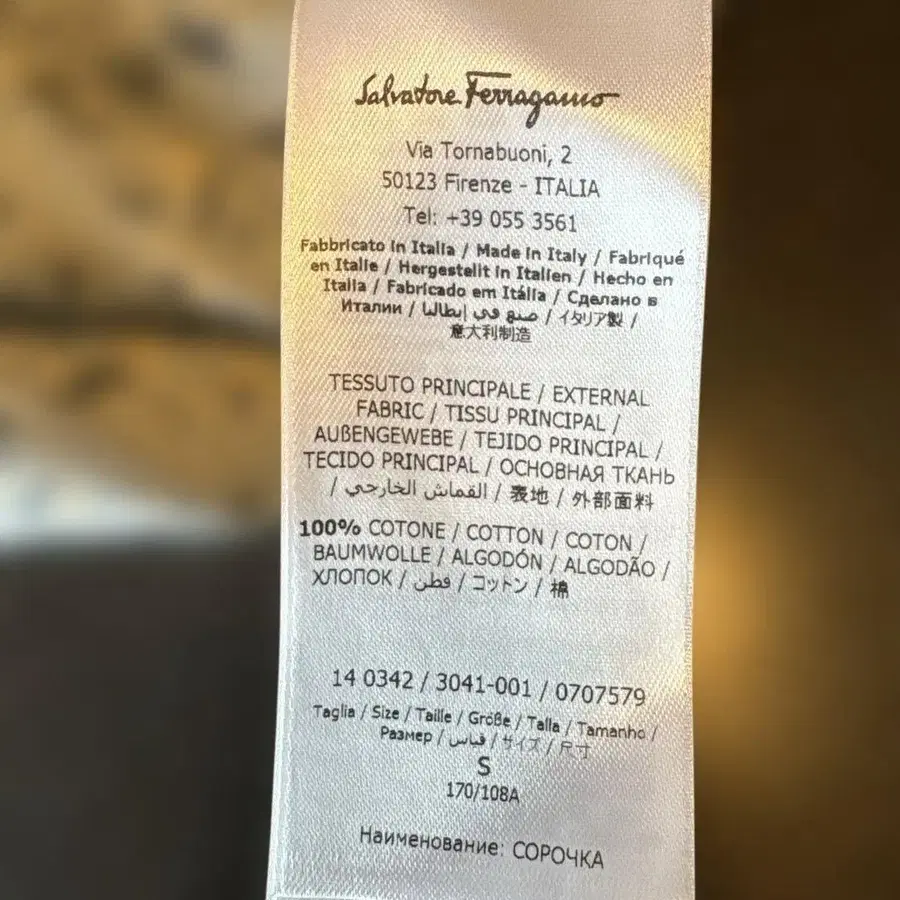 Salvatore Ferragamo
Via Tornabuoni, 2
50123 Firenze - ITALIA
Tel: +39 055 3561
Fabbricato in Italia / Made in Italy / Fabriqué
en Italie / Hergestellt in Italien / Hecho en
Italia / Fabricado em Itália / Сделано в
Италии / صنع في إيطاليا / イタリア製 /
意大利制造
TESSUTO PRINCIPALE / EXTERNAL
FABRIC / TISSU PRINCIPAL /
AUßENGEWEBE / TEJIDO PRINCIPAL /
TECIDO PRINCIPAL / ОСНОВНАЯ ТКАНЬ
/ القماش الخارجي / 表地 / 外部面料
100% COTONE / COTTON / COTON /
BAUMWOLLE / ALGODÓN / ALGODÃO /
ХЛОПОК / قطن / コットン / 棉
14 0342 / 3041-001 / 0707579
Taglia / Size / Taille / Größe / Talla / Tamanho /
Размер / قياس / サイズ / 尺寸
S
170/108A
Наименование: СОРОЧКА